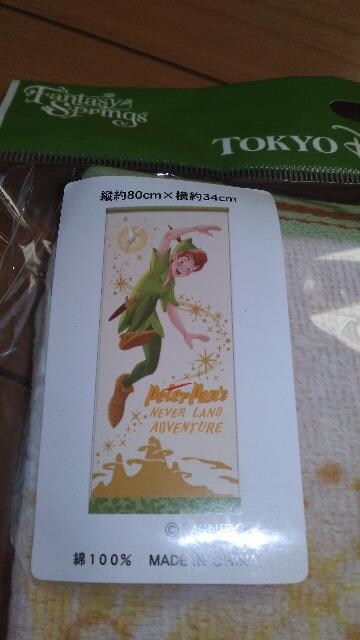 Fantasy
Springs
TOKYO
縦約80cm×横約34cm
Peter Pan's
NEVER LAND
ADVENTURE
綿100% MADE IN CHINA